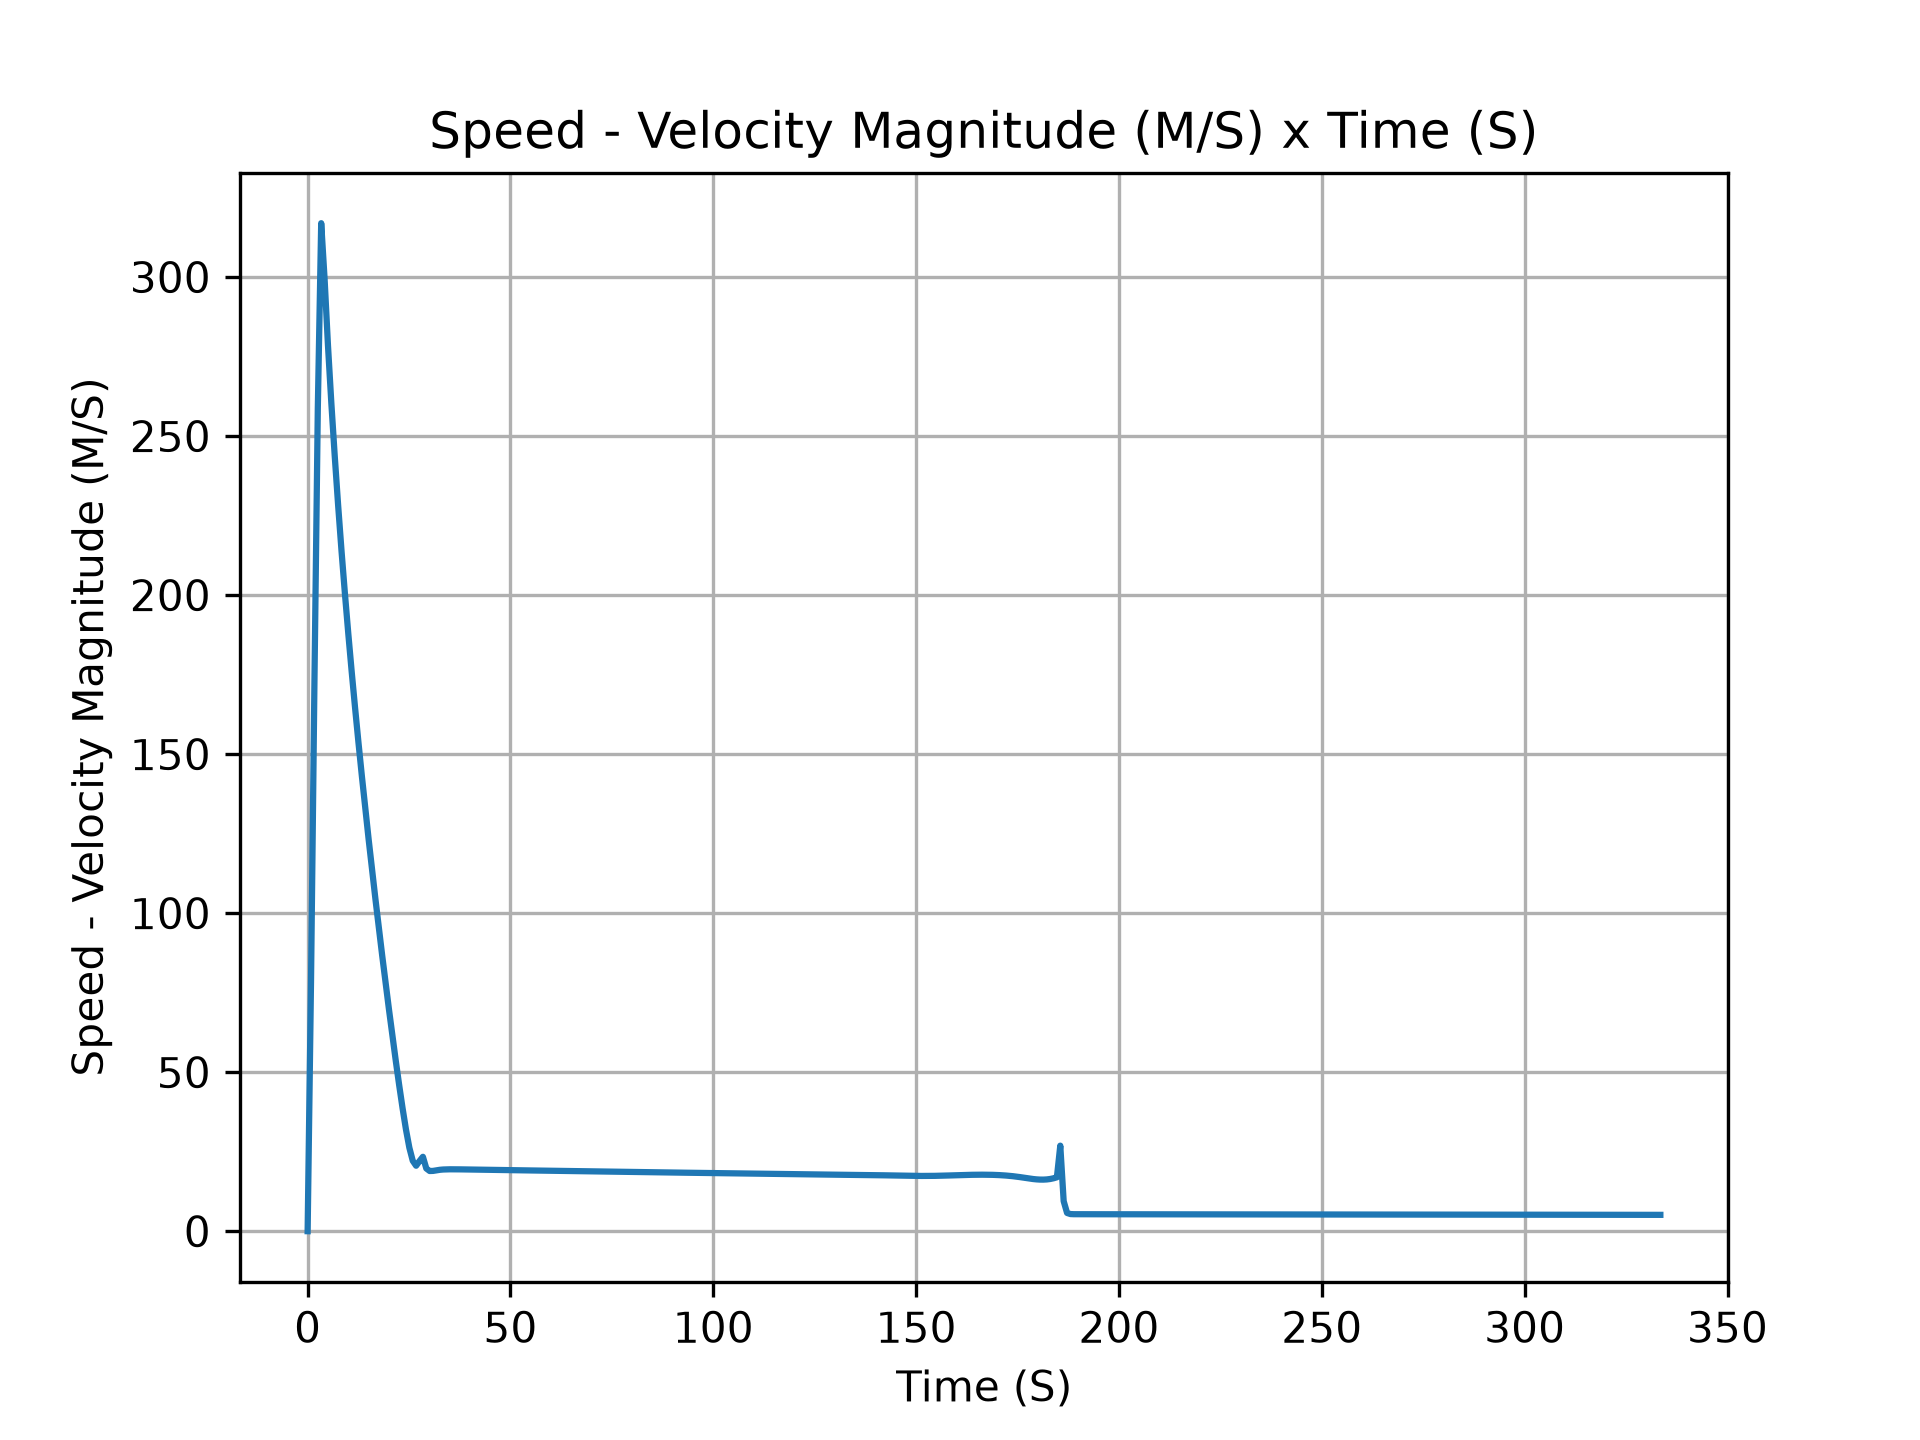 Speed - Velocity Magnitude (M/S) x Time (S)
Speed - Velocity Magnitude (M/S)
300
250
200
150
100
50
0
0 50 100 150 200 250 300 350
Time (S)